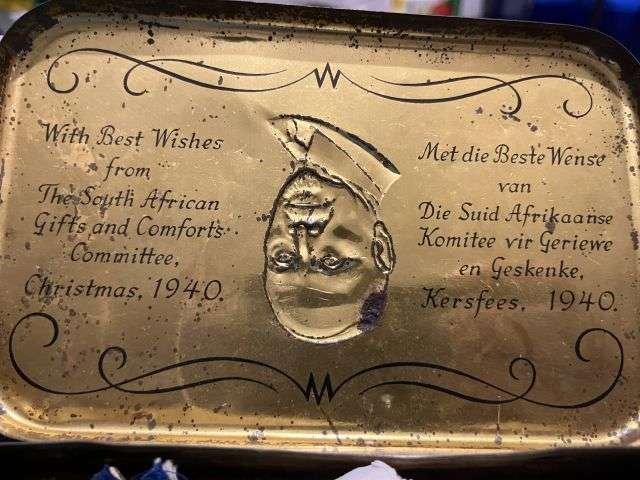 With Best Wishes
from
The South African
Gifts and Comforts
Committee,
Christmas, 1940.
Met die Beste Wense
van
Die Suid Afrikaanse
Komitee vir Geriewe
en Geskenke,
Kersfees, 1940.